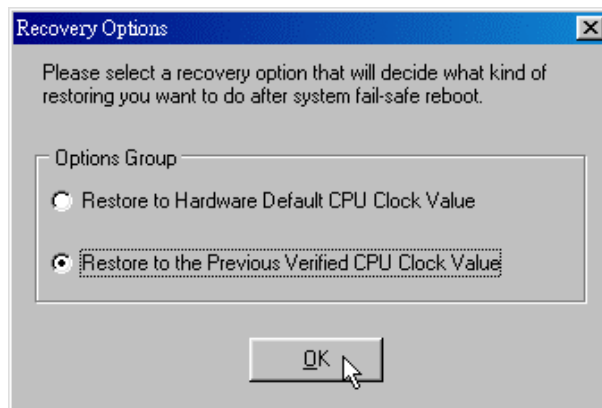 Recovery Options
Please select a recovery option that will decide what kind of
restoring you want to do after system fail-safe reboot.
Options Group
Restore to Hardware Default CPU Clock Value
Restore to the Previous Verified CPU Clock Value
OK